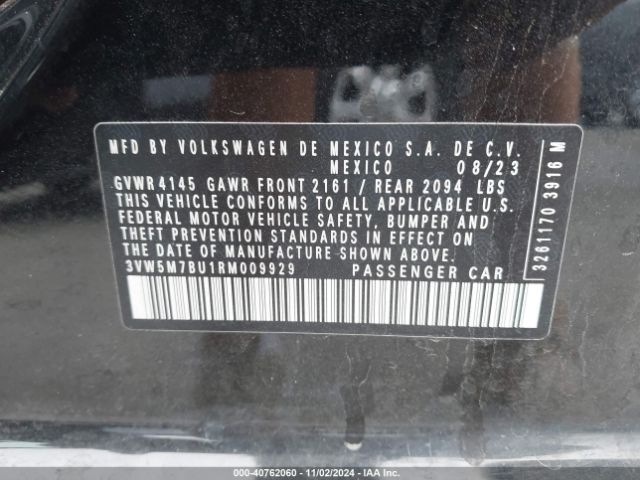 MFD BY VOLKSWAGEN DE MEXICO S.A. DE C.V.
MEXICO 08/23
GVWR 4145 GAWR FRONT 2161 / REAR 2094 LBS
THIS VEHICLE CONFORMS TO ALL APPLICABLE U.S.
FEDERAL MOTOR VEHICLE SAFETY, BUMPER AND
THEFT PREVENTION STANDARDS IN EFFECT ON
THE DATE OF MANUFACTURE SHOWN ABOVE.
3VW5M7BU1RM009929 PASSENGER CAR
3261170 3916 M
000-40762060 - 11/02/2024 - IAA Inc.